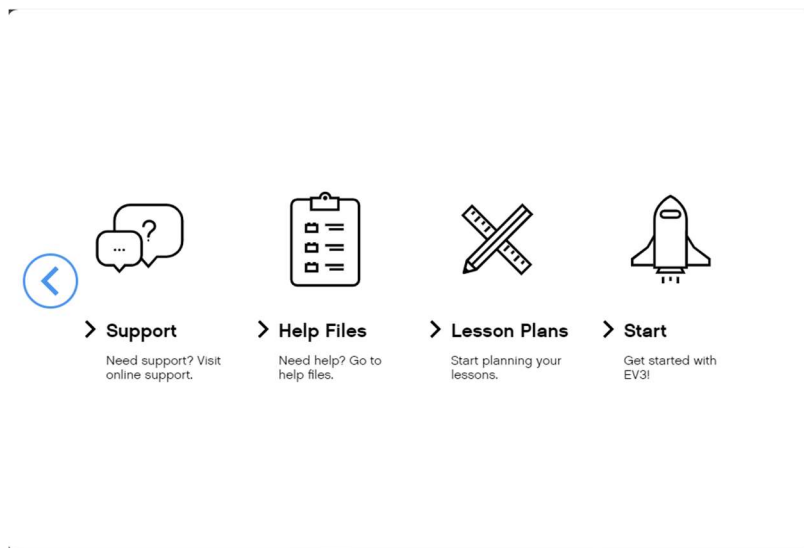 Support
Need support? Visit
online support.
Help Files
Need help? Go to
help files.
Lesson Plans
Start planning your
lessons.
Start
Get started with
EV3!